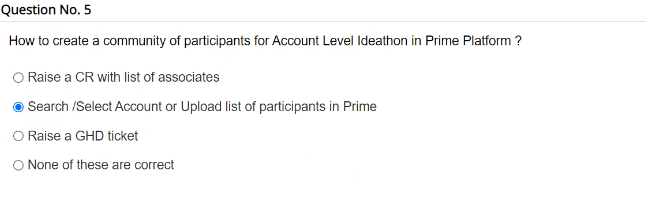 Question No. 5
How to create a community of participants for Account Level Ideathon in Prime Platform ?
Raise a CR with list of associates
Search /Select Account or Upload list of participants in Prime
Raise a GHD ticket
None of these are correct